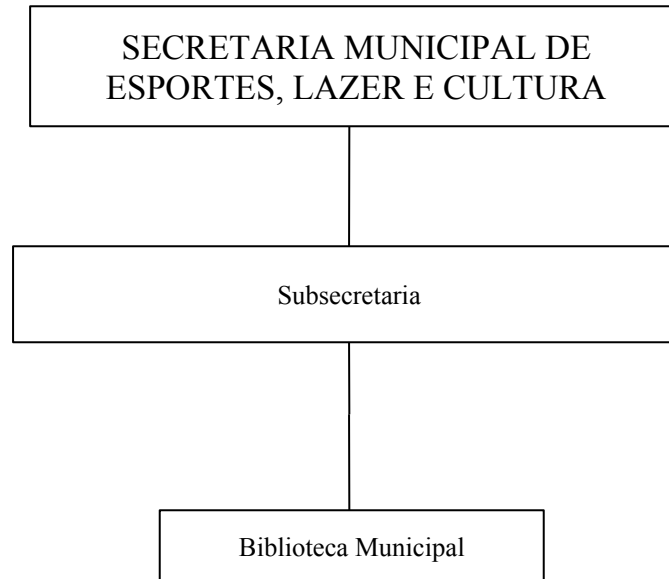 SECRETARIA MUNICIPAL DE
ESPORTES, LAZER E CULTURA
Subsecretaria
Biblioteca Municipal